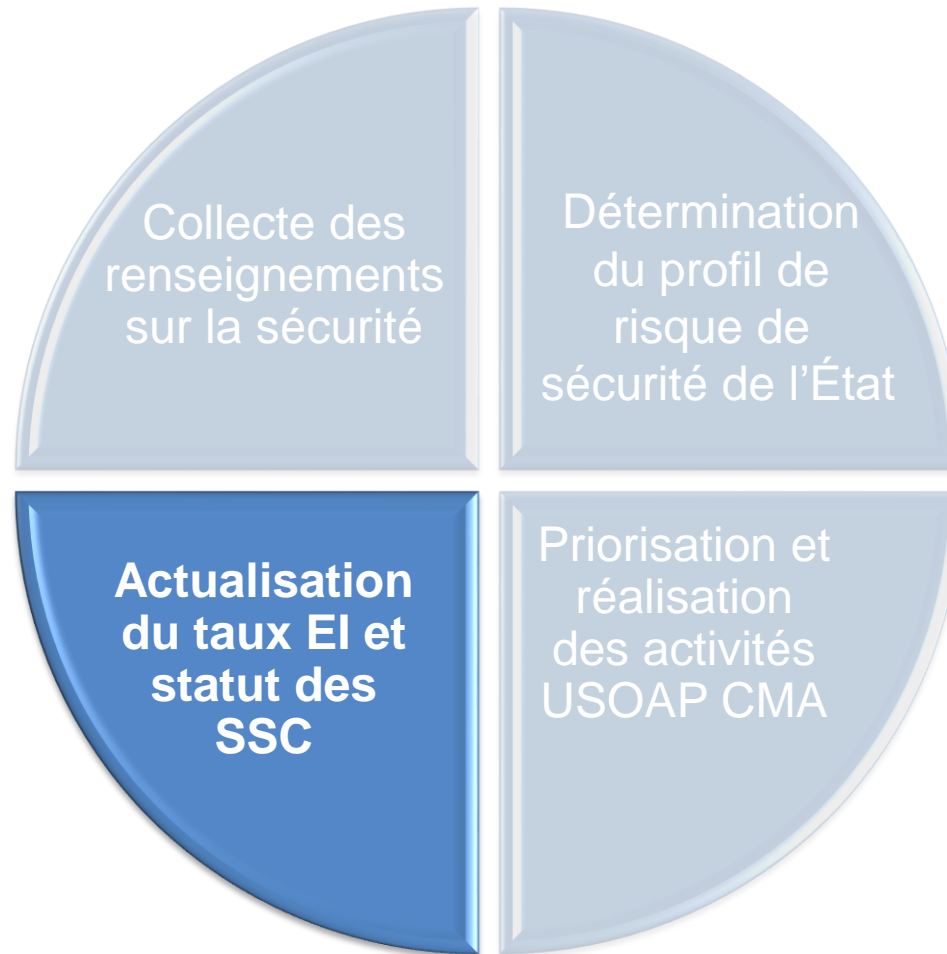 Collecte des
renseignements
sur la sécurité
Détermination
du profil de
risque de
sécurité de l’État
Actualisation
du taux EI et
statut des
SSC
Priorisation et
réalisation
des activités
USOAP CMA